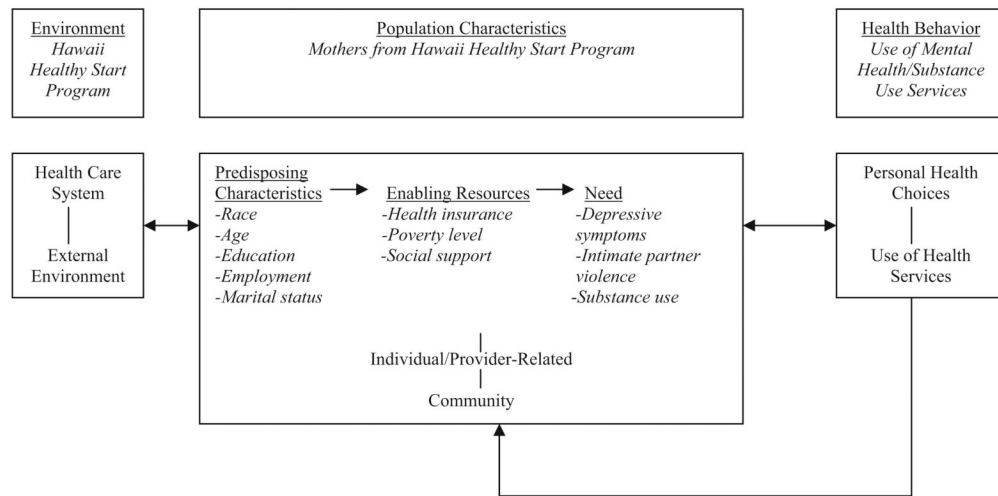 Environment
Hawaii
Healthy Start
Program
Population Characteristics
Mothers from Hawaii Healthy Start Program
Health Behavior
Use of Mental
Health/Substance
Use Services
Health Care
System
External
Environment
Predisposing
Characteristics
-Race
-Age
-Education
-Employment
-Marital status
Enabling Resources
-Health insurance
-Poverty level
-Social support
Need
-Depressive
symptoms
-Intimate partner
violence
-Substance use
Individual/Provider-Related
Community
Personal Health
Choices
Use of Health
Services